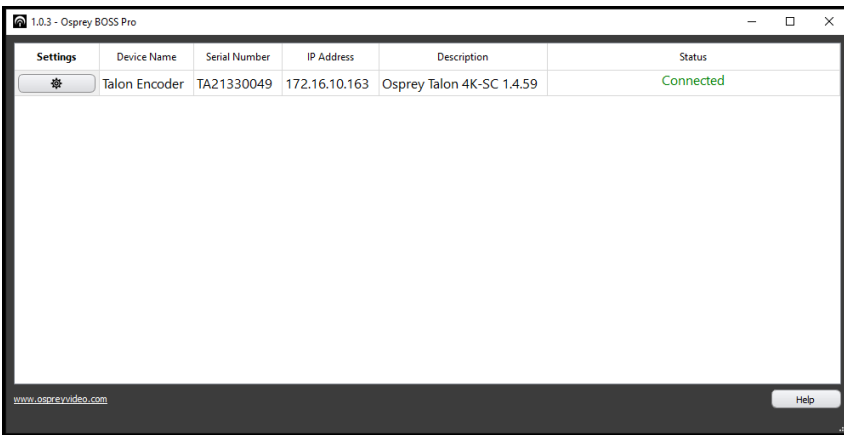 1.0.3 - Osprey BOSS Pro
Settings Device Name Serial Number IP Address Description Status
Talon Encoder TA21330049 172.16.10.163 Osprey Talon 4K-SC 1.4.59 Connected
www.ospreyvideo.com Help